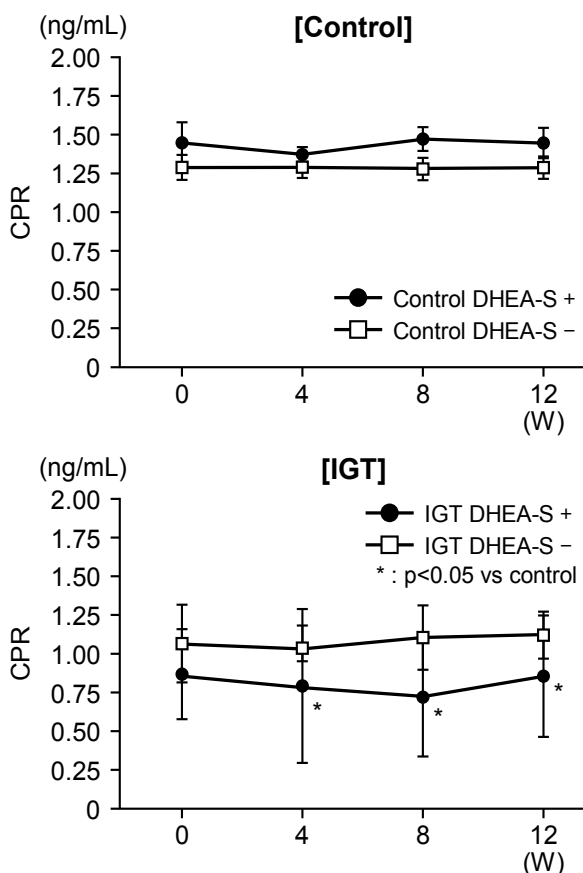 (ng/mL)
[Control]
2.00
1.75
1.50
1.25
1.00
0.75
0.50
0.25
0
CPR
Control DHEA-S +
Control DHEA-S −
0 4 8 12
(W)
(ng/mL)
[IGT]
2.00
1.75
1.50
1.25
1.00
0.75
0.50
0.25
0
CPR
IGT DHEA-S +
IGT DHEA-S −
* : p<0.05 vs control
* * *
0 4 8 12
(W)